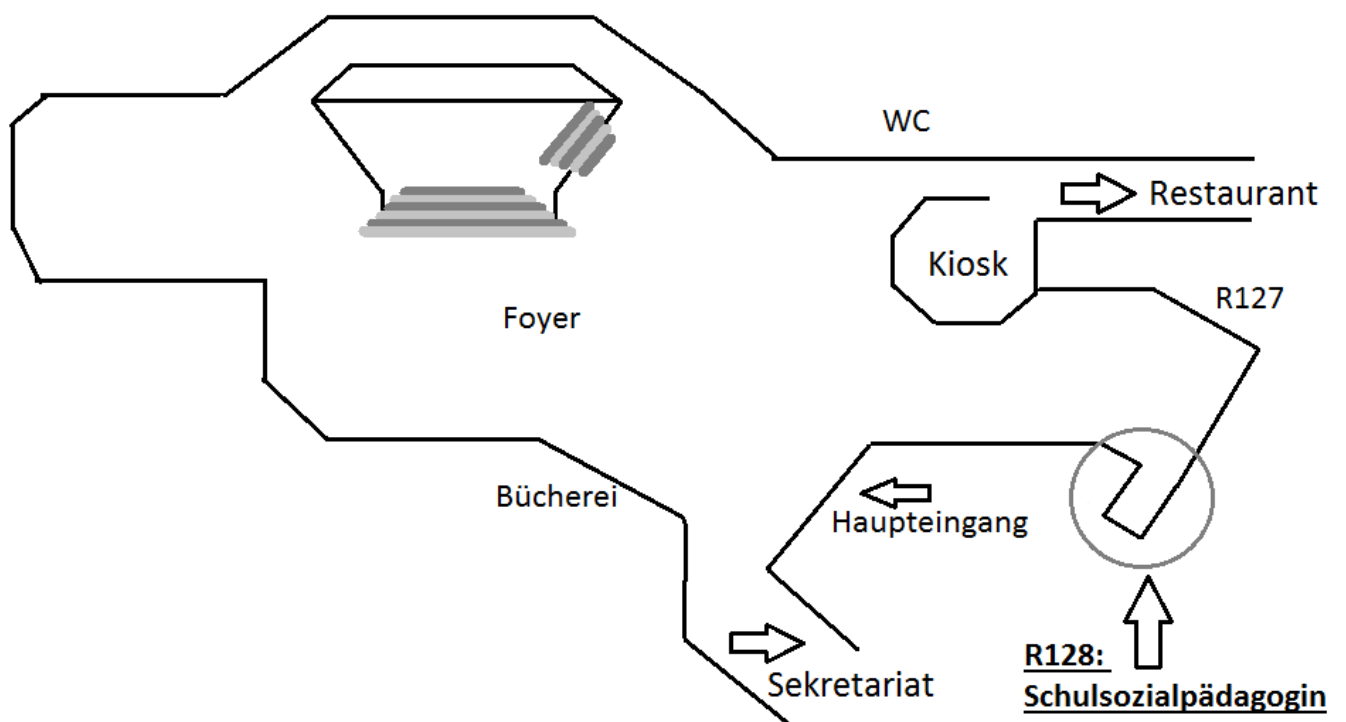 WC
Restaurant
Kiosk
R127
Foyer
Bücherei
Haupteingang
Sekretariat
R128:
Schulsozialpädagogin